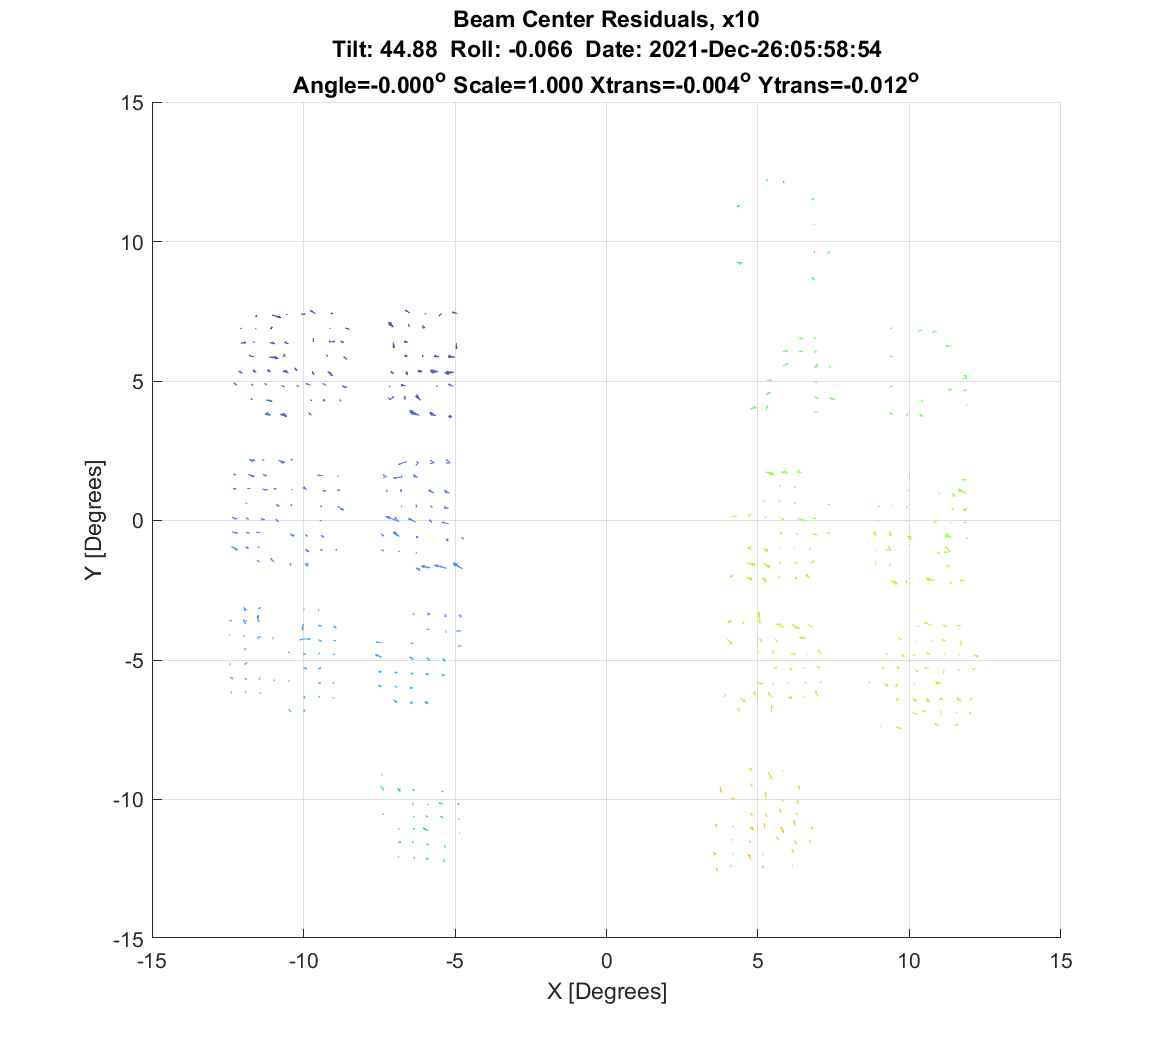 Beam Center Residuals, x10
Tilt: 44.88 Roll: -0.066 Date: 2021-Dec-26:05:58:54
Angle=-0.000° Scale=1.000 Xtrans=-0.004° Ytrans=-0.012°
15
10
5
0
-5
-10
-15
Y [Degrees]
-15 -10 -5 0 5 10 15
X [Degrees]